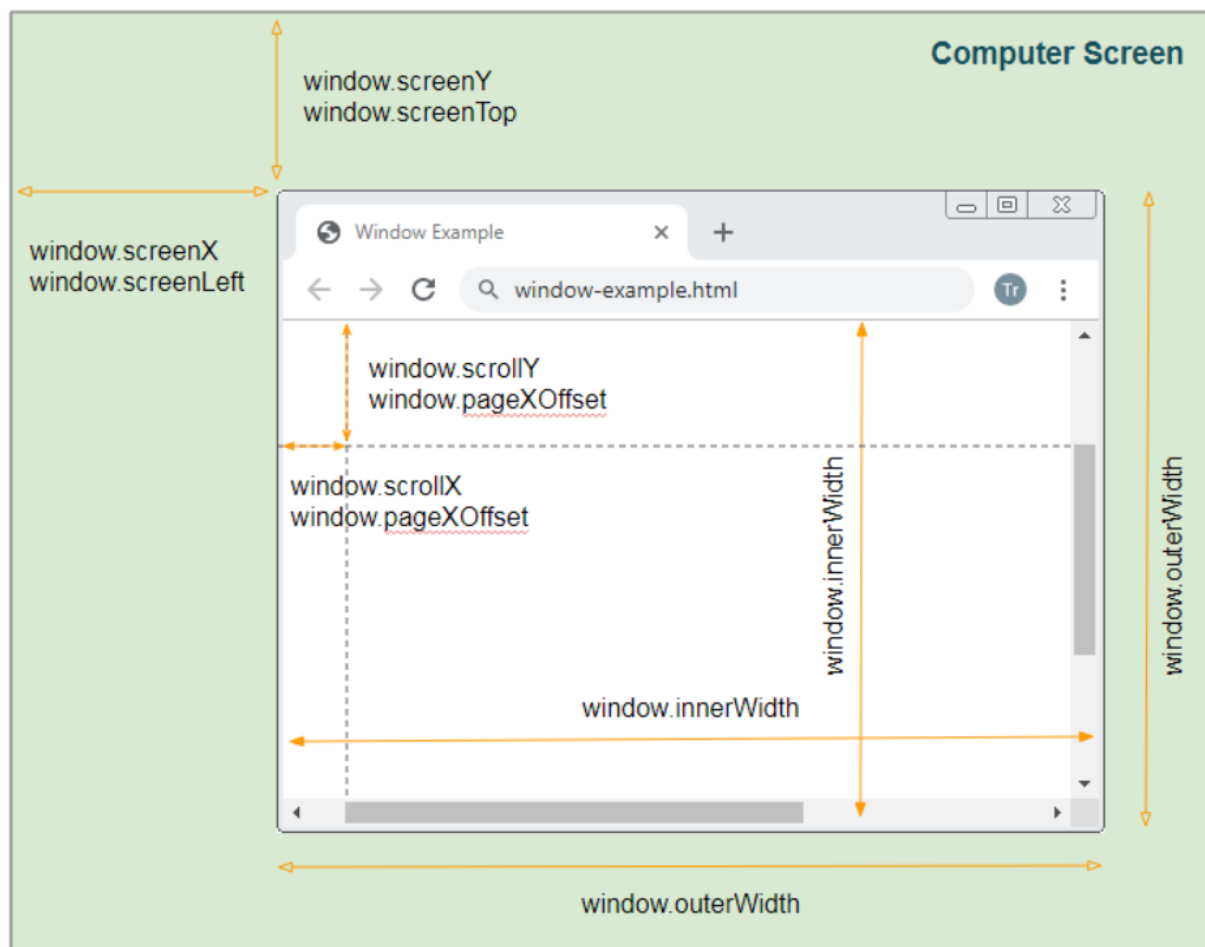 Computer Screen
window.screenY
window.screenTop
window.screenX
window.screenLeft
Window Example
window-example.html
Tr
window.scrollY
window.pageXOffset
window.scrollX
window.pageXOffset
window.innerWidth
window.outerWidth
window.innerWidth
window.outerWidth